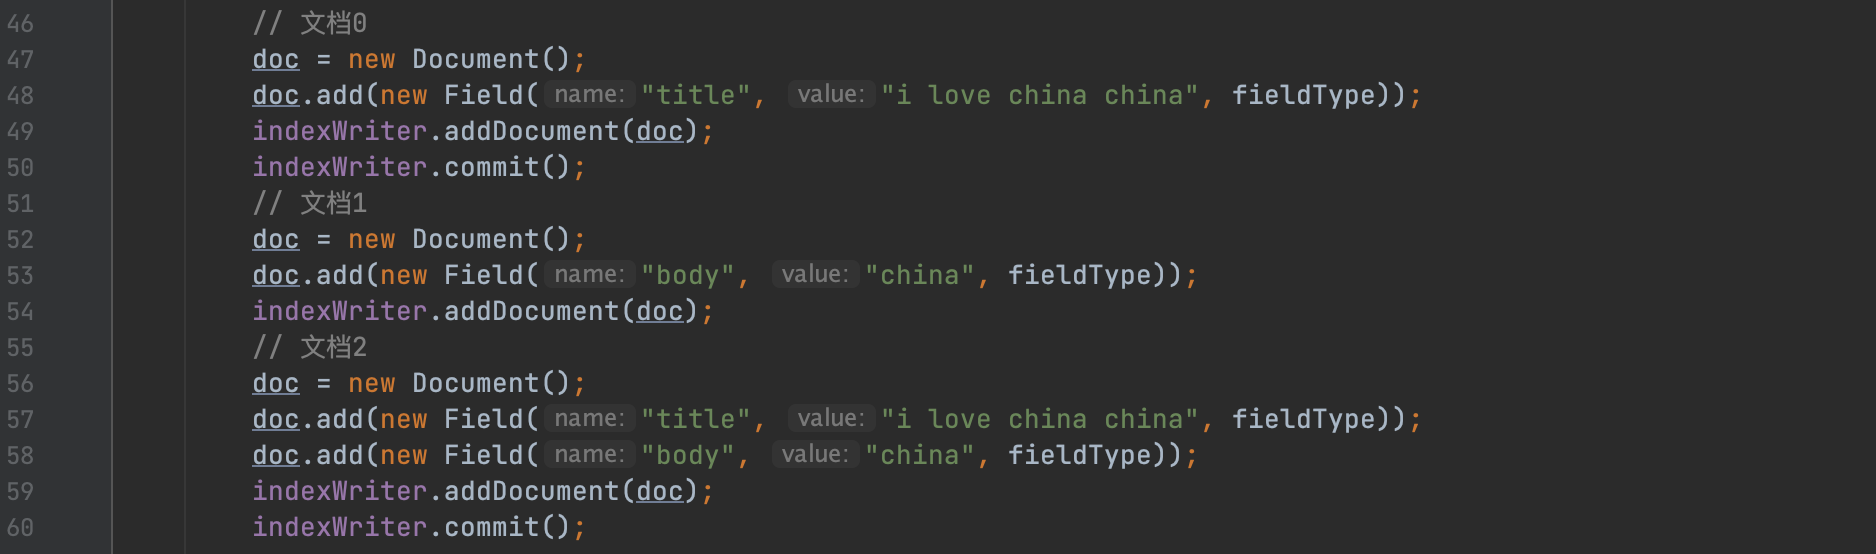 46 // 文档0
47 doc = new Document();
48 doc.add(new Field( name: "title", value: "i love china china", fieldType));
49 indexWriter.addDocument(doc);
50 indexWriter.commit();
51 // 文档1
52 doc = new Document();
53 doc.add(new Field( name: "body", value: "china", fieldType));
54 indexWriter.addDocument(doc);
55 // 文档2
56 doc = new Document();
57 doc.add(new Field( name: "title", value: "i love china china", fieldType));
58 doc.add(new Field( name: "body", value: "china", fieldType));
59 indexWriter.addDocument(doc);
60 indexWriter.commit();